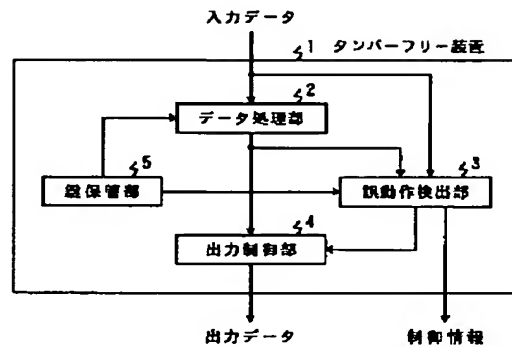 入力データ
1 タンパーフリー装置
2
データ処理部
5
鍵保管部
3
誤動作検出部
4
出力制御部
出力データ
制御情報